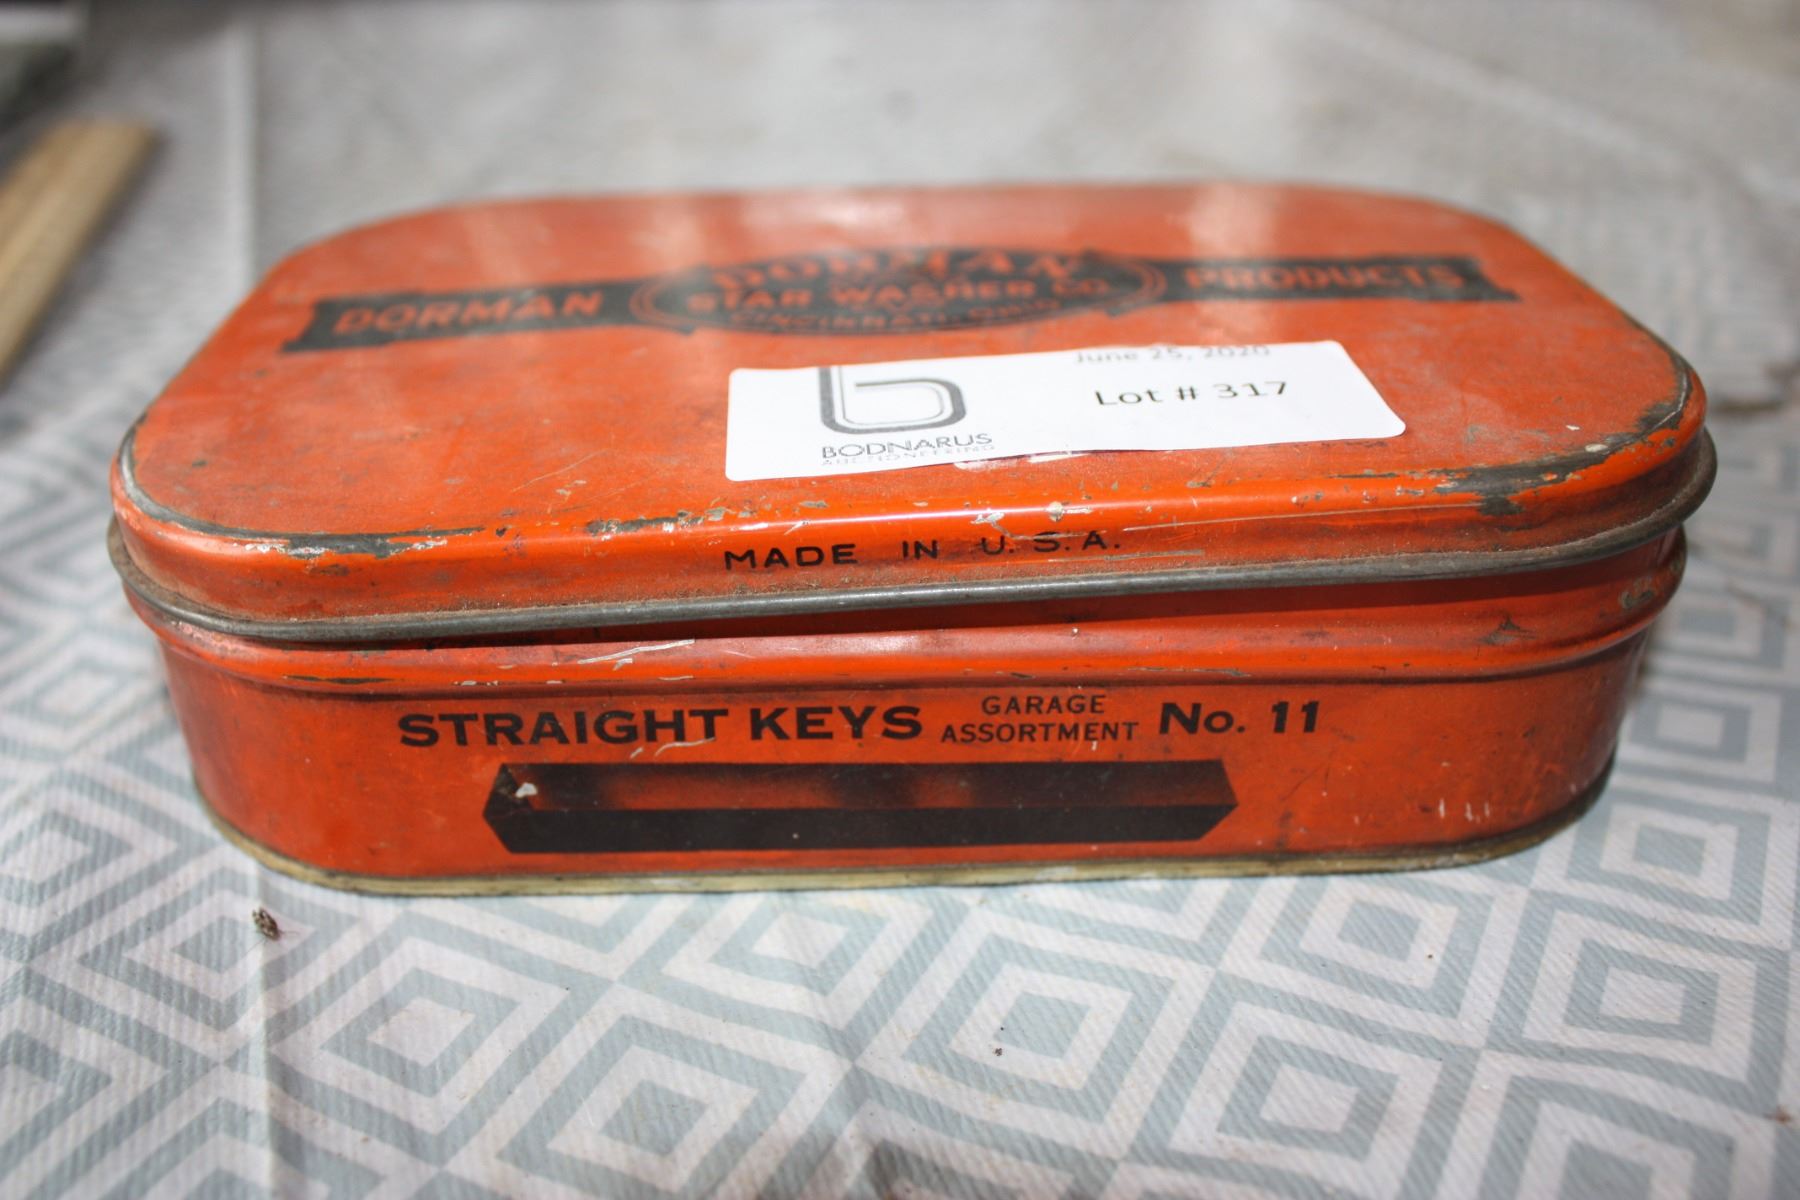 DORMAN
DORMAN
STAR WASHER CO
CINCINNATI, OHIO
PRODUCTS
June 25, 2020
Lot # 317
BODNARUS
AUCTIONEERING
MADE IN U.S.A.
STRAIGHT KEYS GARAGE ASSORTMENT No. 11